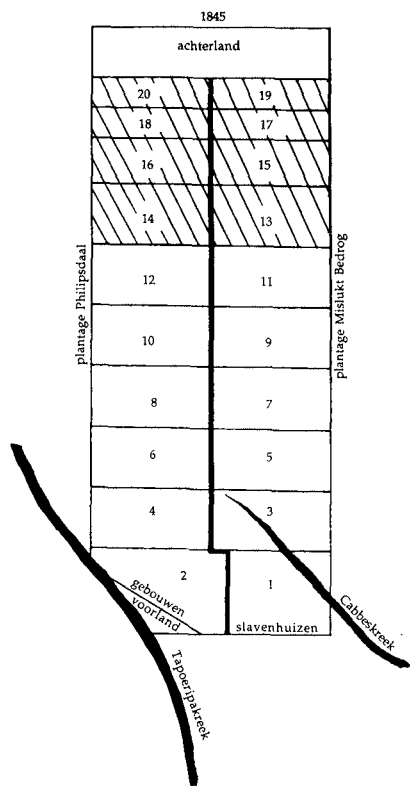 1845
achterland
20 19
18 17
16 15
14 13
plantage Philipsdaal
plantage Mislukt Bedrog
12 11
10 9
8 7
6 5
4 3
2 1
gebouwen
voorland
slavenhuizen
Cabbeskreek
Tapoeripakreek